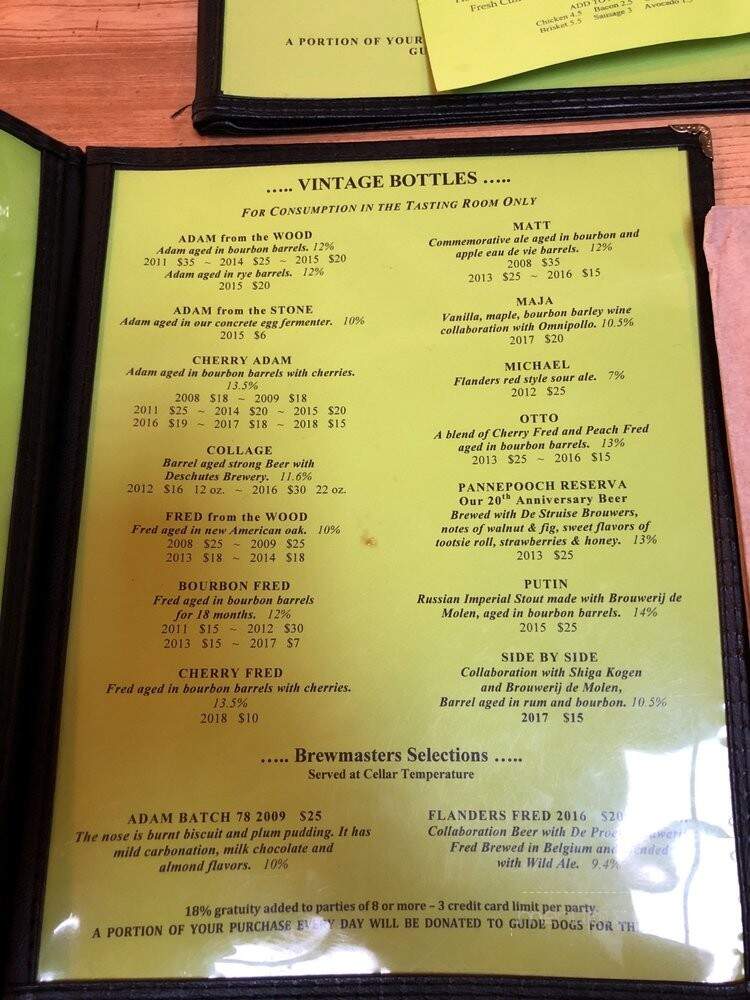 Fresh Cu
ADD TO
Chicken 4.5 Bacon 2.5
Brisket 5.5 Sausage 3 Avocado 1.5
A PORTION OF YOUR
GU
..... VINTAGE BOTTLES .....
FOR CONSUMPTION IN THE TASTING ROOM ONLY
ADAM from the WOOD
Adam aged in bourbon barrels. 12%
2011 $35 ~ 2014 $25 ~ 2015 $20
Adam aged in rye barrels. 12%
2015 $20
ADAM from the STONE
Adam aged in our concrete egg fermenter. 10%
2015 $6
CHERRY ADAM
Adam aged in bourbon barrels with cherries.
13.5%
2008 $18 ~ 2009 $18
2011 $25 ~ 2014 $20 ~ 2015 $20
2016 $19 ~ 2017 $18 ~ 2018 $15
COLLAGE
Barrel aged strong Beer with
Deschutes Brewery. 11.6%
2012 $16 12 oz. ~ 2016 $30 22 oz.
FRED from the WOOD
Fred aged in new American oak. 10%
2008 $25 ~ 2009 $25
2013 $18 ~ 2014 $18
BOURBON FRED
Fred aged in bourbon barrels
for 18 months. 12%
2011 $15 ~ 2012 $30
2013 $15 ~ 2017 $7
CHERRY FRED
Fred aged in bourbon barrels with cherries.
13.5%
2018 $10
MATT
Commemorative ale aged in bourbon and
apple eau de vie barrels. 12%
2008 $35
2013 $25 ~ 2016 $15
MAJA
Vanilla, maple, bourbon barley wine
collaboration with Omnipollo. 10.5%
2017 $20
MICHAEL
Flanders red style sour ale. 7%
2012 $25
OTTO
A blend of Cherry Fred and Peach Fred
aged in bourbon barrels. 13%
2013 $25 ~ 2016 $15
PANNEPOOCH RESERVA
Our 20th Anniversary Beer
Brewed with De Struise Brouwers,
notes of walnut & fig, sweet flavors of
tootsie roll, strawberries & honey. 13%
2013 $25
PUTIN
Russian Imperial Stout made with Brouwerij de
Molen, aged in bourbon barrels. 14%
2015 $25
SIDE BY SIDE
Collaboration with Shiga Kogen
and Brouwerij de Molen,
Barrel aged in rum and bourbon. 10.5%
2017 $15
..... Brewmasters Selections .....
Served at Cellar Temperature
ADAM BATCH 78 2009 $25
The nose is burnt biscuit and plum pudding. It has
mild carbonation, milk chocolate and
almond flavors. 10%
FLANDERS FRED 2016 $20
Collaboration Beer with De
Fred Brewed in Belgium and
with Wild Ale. 9.4%
18% gratuity added to parties of 8 or more – 3 credit card limit per party.
A PORTION OF YOUR PURCHASE EVERY DAY WILL BE DONATED TO GUIDE DOGS FOR TH